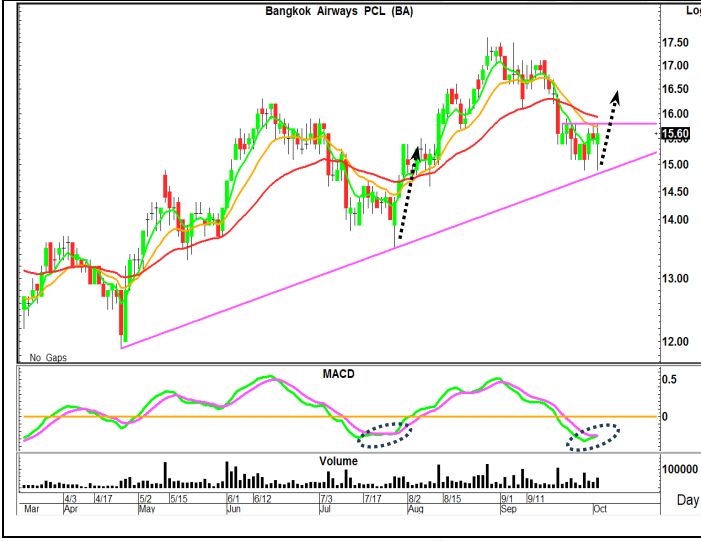 Bangkok Airways PCL (BA)
Lo
17.50
17.00
16.50
16.00
15.60
15.00
14.50
14.00
13.00
12.00
No Gaps
MACD
0.5
0
Volume
100000
4/3 4/17 5/2 5/15 6/1 6/12 7/3 7/17 8/2 8/15 9/1 9/11
Mar Apr May Jun Jul Aug Sep Oct
Day